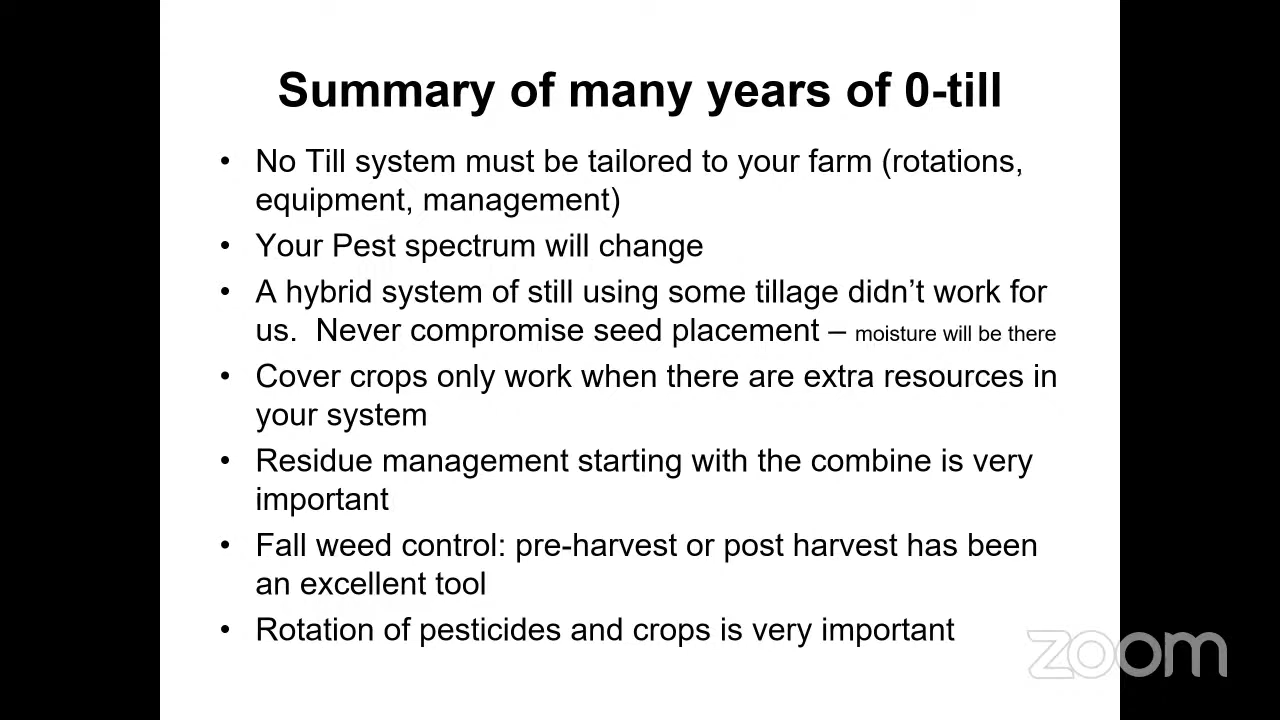 Summary of many years of 0-till
• No Till system must be tailored to your farm (rotations,
equipment, management)
• Your Pest spectrum will change
• A hybrid system of still using some tillage didn’t work for
us.  Never compromise seed placement – moisture will be there
• Cover crops only work when there are extra resources in
your system
• Residue management starting with the combine is very
important
• Fall weed control: pre-harvest or post harvest has been
an excellent tool
• Rotation of pesticides and crops is very important
zoom